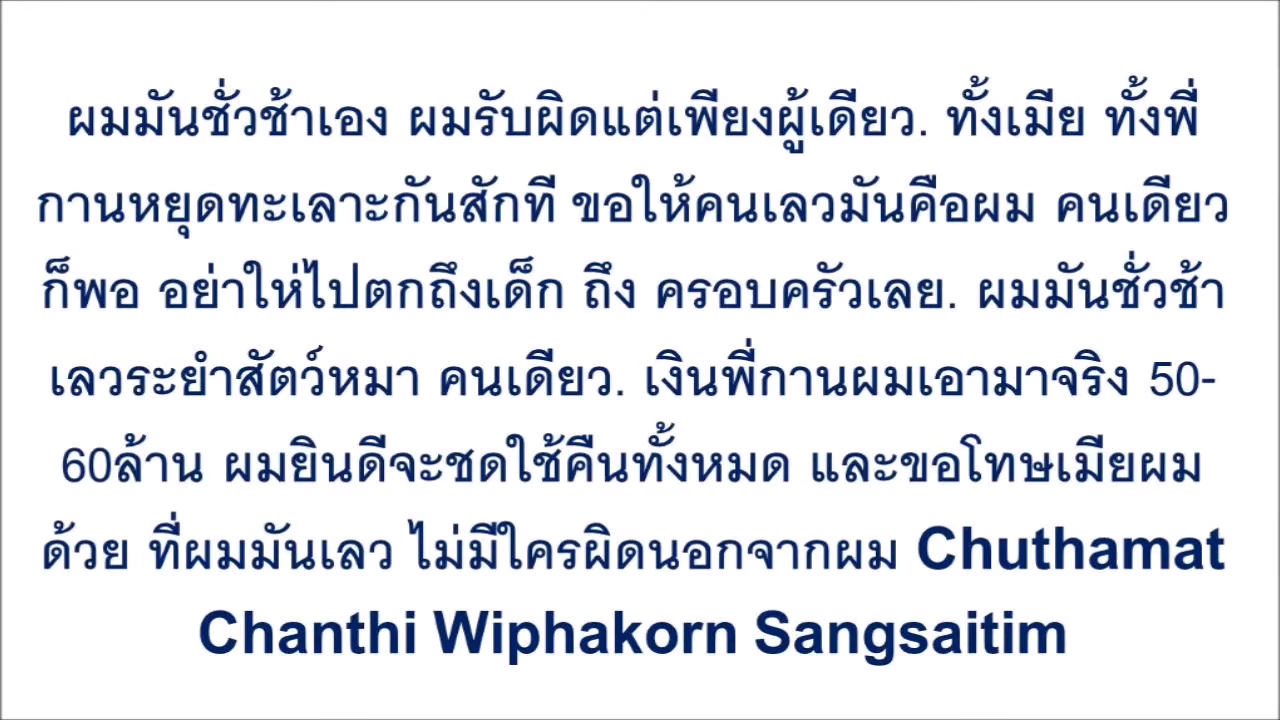 ผมมันชั่วช้าเอง ผมรับผิดแต่เพียงผู้เดียว. ทั้งเมีย ทั้งพี่
กานหยุดทะเลาะกันสักที ขอให้คนเลวมันคือผม คนเดียว
ก็พอ อย่าให่ไปตกถึงเด็ก ถึง ครอบครัวเลย. ผมมันชั่วช้า
เลวระยำสัตว์หมา คนเดียว. เงินพี่กานผมเอามาจริง 50-
60ล้าน ผมยินดีจะชดใช้คืนทั้งหมด และขอโทษเมียผม
ด้วย ที่ผมมันเลว ไม่มีใครผิดนอกจากผม Chuthamat
Chanthi Wiphakorn Sangsaitim